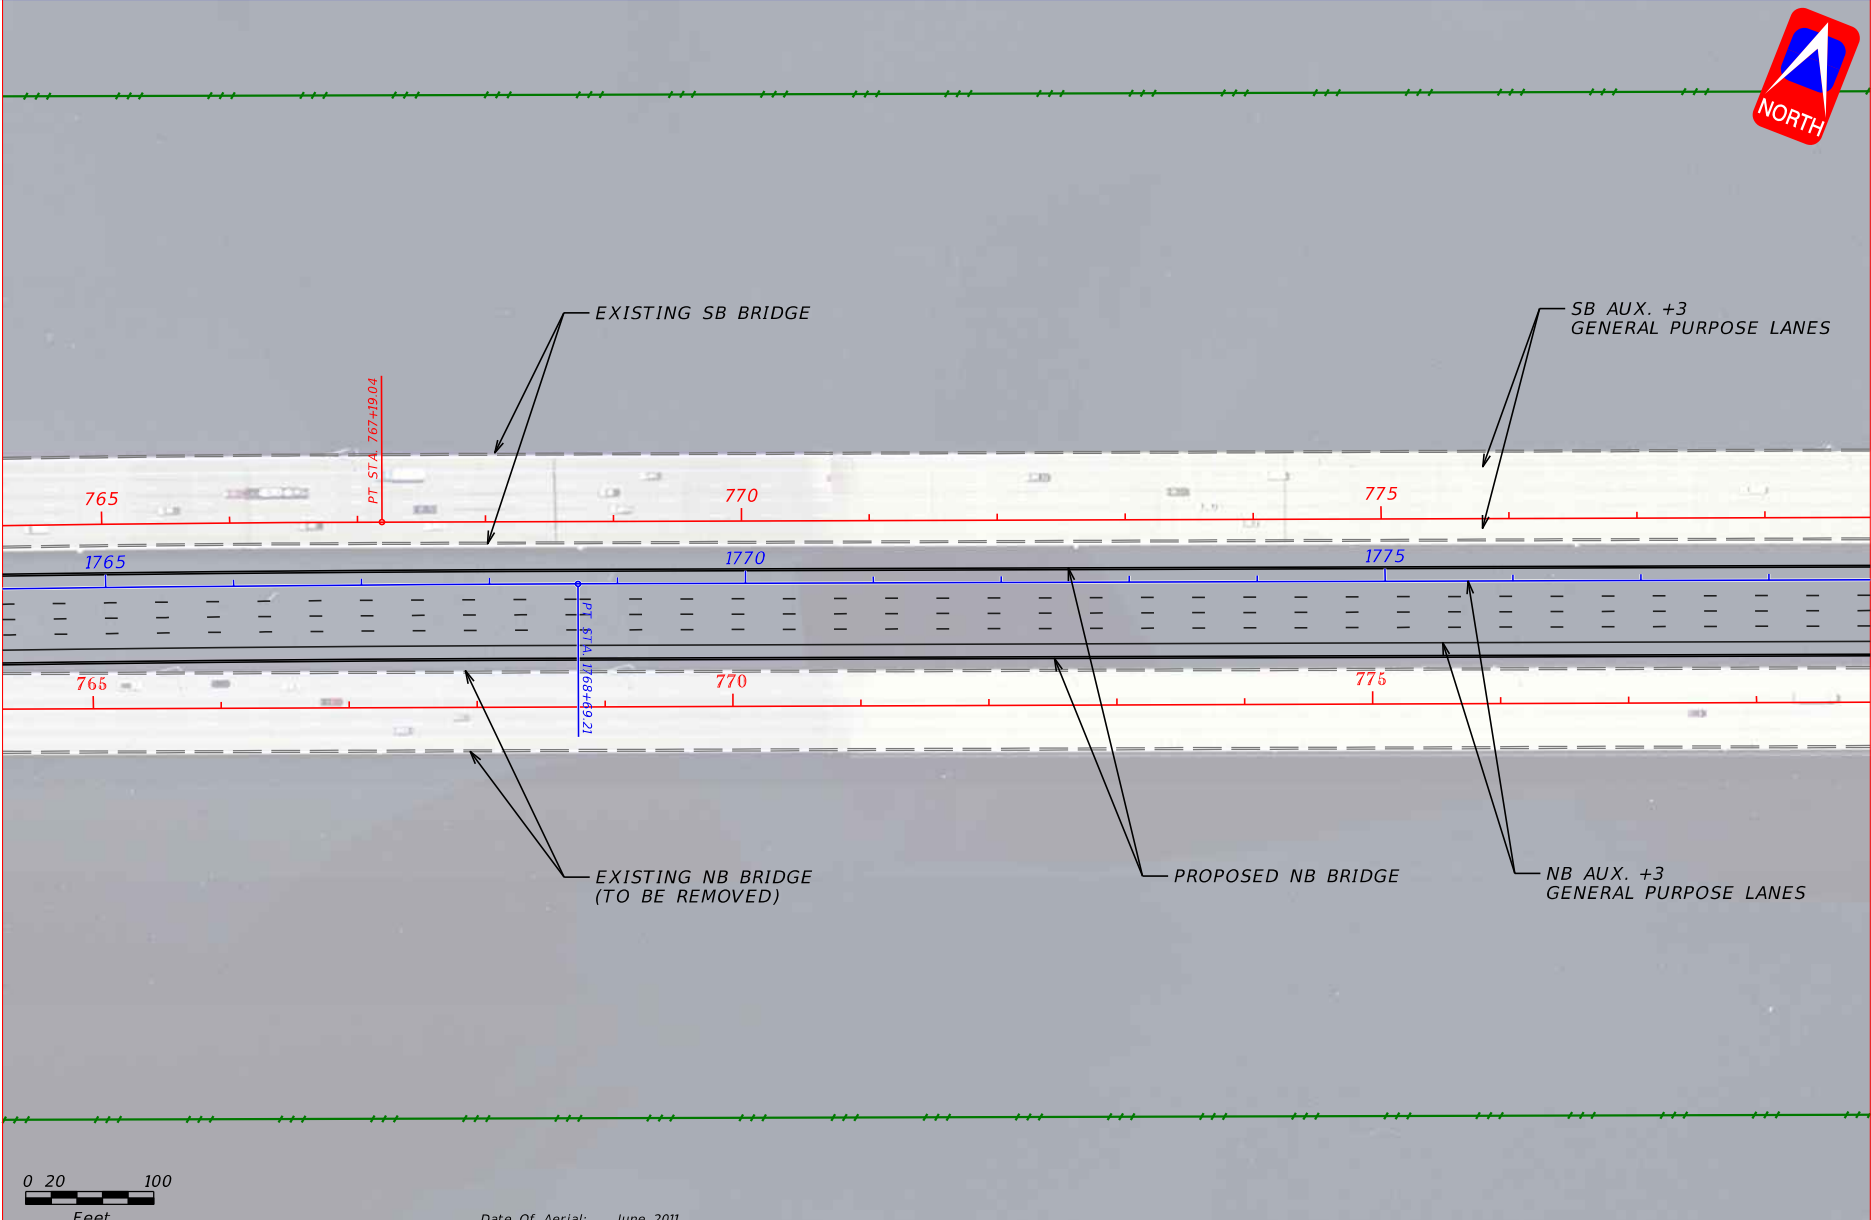 NORTH
EXISTING SB BRIDGE
SB AUX. +3
GENERAL PURPOSE LANES
PT STA. 767+19.04
765
770
775
1765
1770
1775
PT STA. 1768+69.21
765
770
775
EXISTING NB BRIDGE
(TO BE REMOVED)
PROPOSED NB BRIDGE
NB AUX. +3
GENERAL PURPOSE LANES
0 20 100
Feet
Date Of Aerial: June 2011